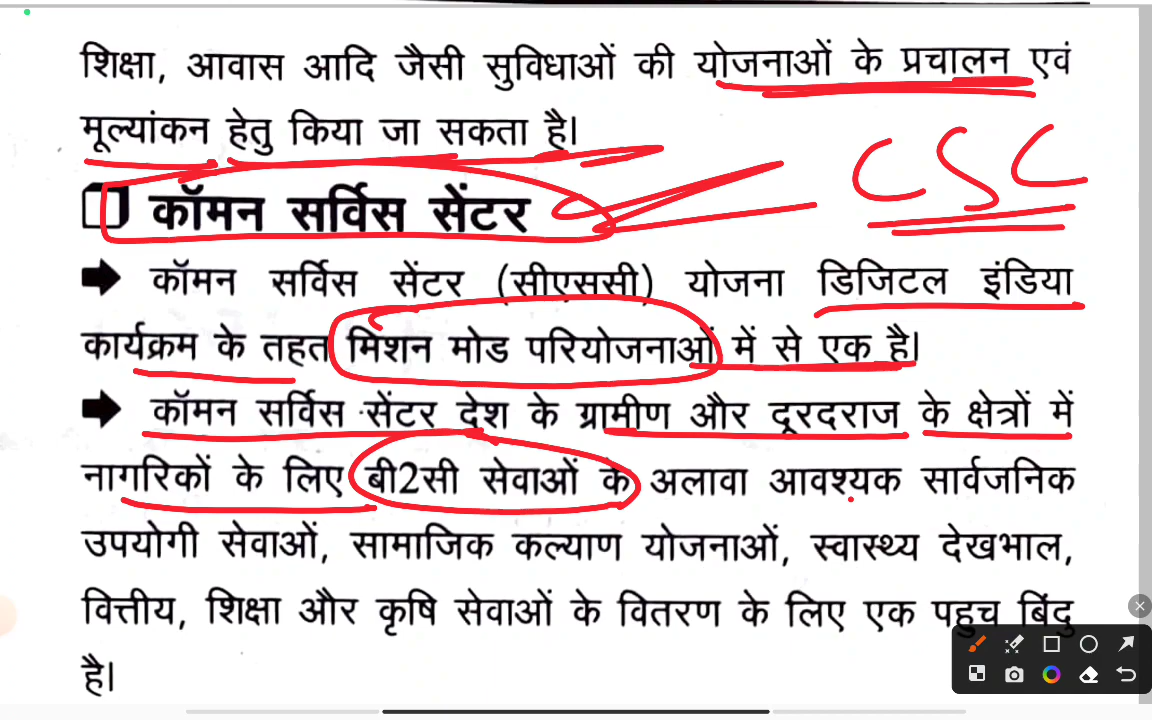 शिक्षा, आवास आदि जैसी सुविधाओं की योजनाओं के प्रचालन एवं
मूल्यांकन हेतु किया जा सकता है।
CSC
कॉमन सर्विस सेंटर
कॉमन सर्विस सेंटर (सीएससी) योजना डिजिटल इंडिया
कार्यक्रम के तहत मिशन मोड परियोजनाओं में से एक है।
कॉमन सर्विस सेंटर देश के ग्रामीण और दूरदराज के क्षेत्रों में
नागरिकों के लिए बी2सी सेवाओं के अलावा आवश्यक सार्वजनिक
उपयोगी सेवाओं, सामाजिक कल्याण योजनाओं, स्वास्थ्य देखभाल,
वित्तीय, शिक्षा और कृषि सेवाओं के वितरण के लिए एक पहुच बिंदु
है।